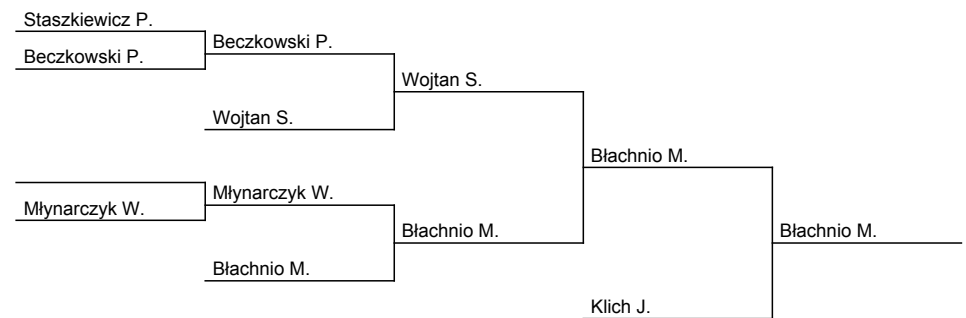 Staszkiewicz P.
Beczkowski P.
Beczkowski P.
Wojtan S.
Wojtan S.
Błachnio M.
Młynarczyk W.
Młynarczyk W.
Błachnio M.
Błachnio M.
Błachnio M.
Klich J.